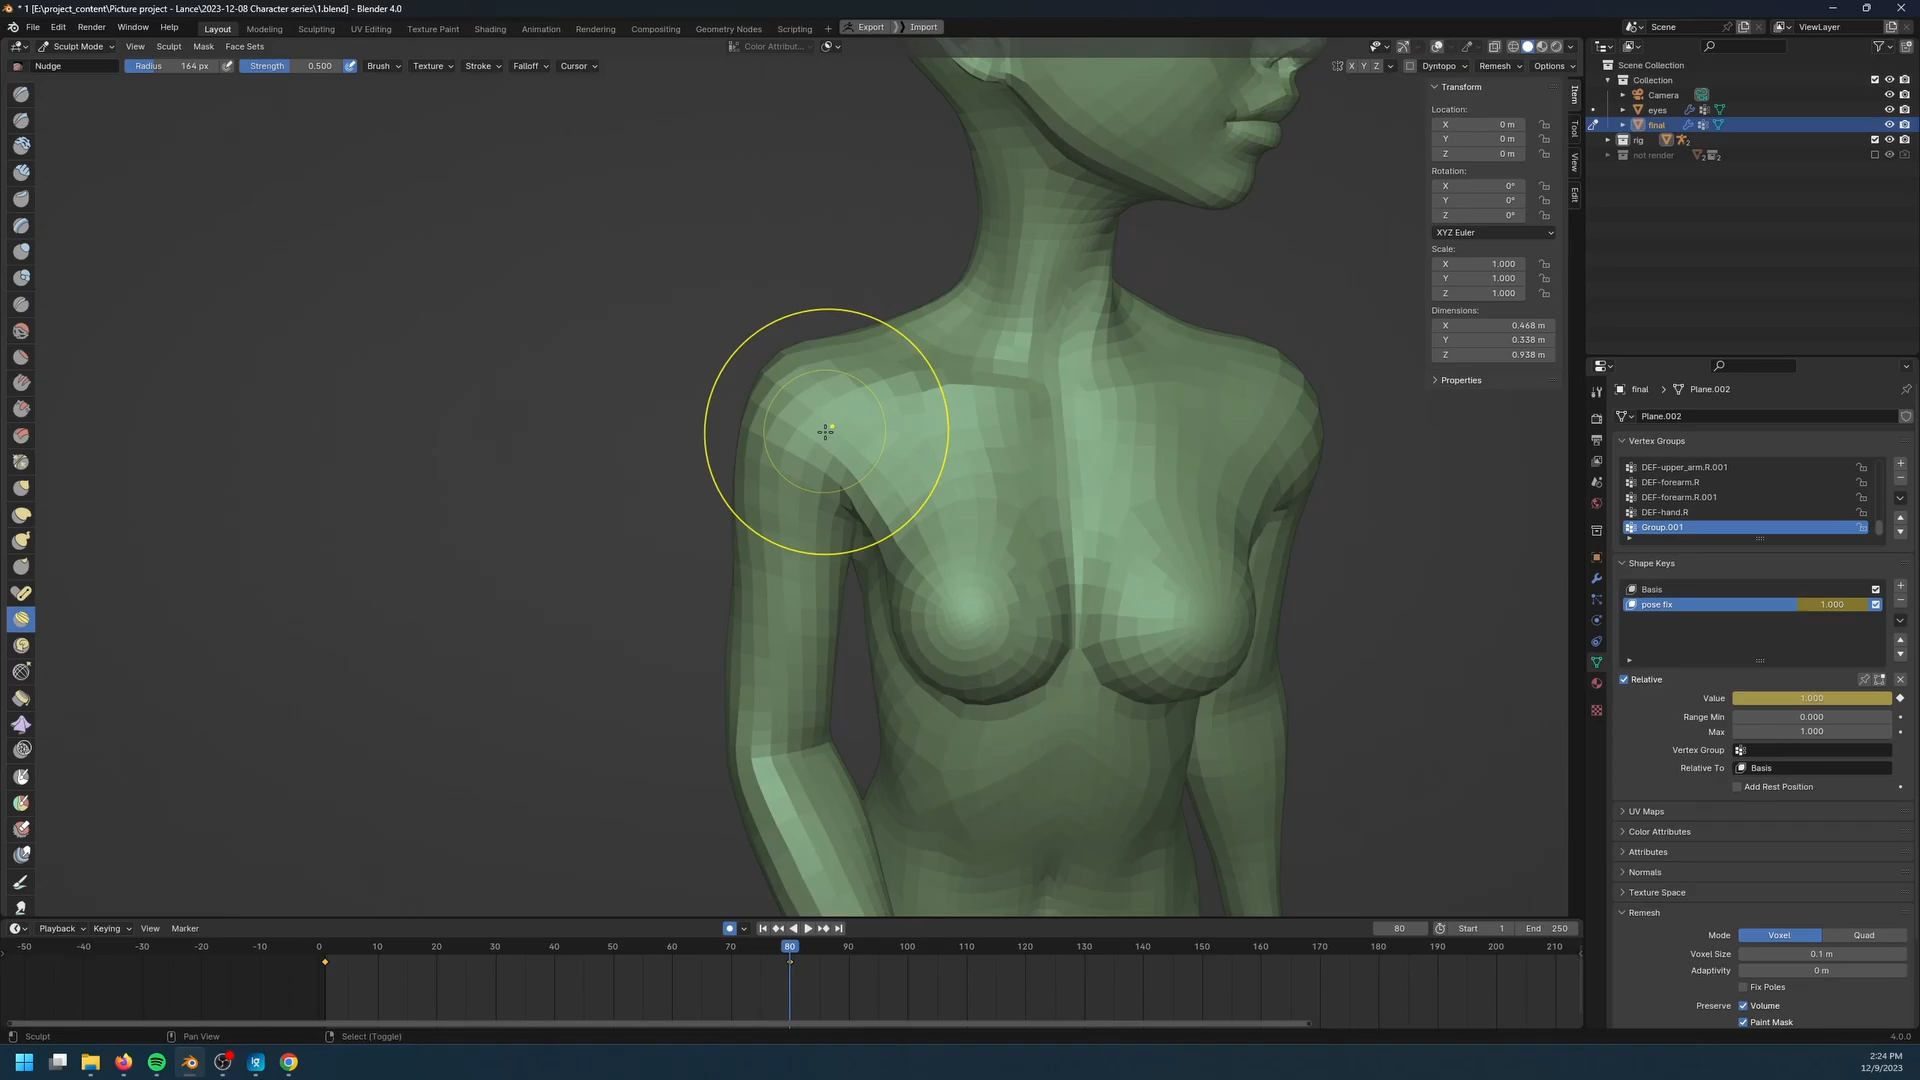 * 1 [E:\project_content\Picture project - Lance\2023-12-08 Character series\1.blend] - Blender 4.0
File Edit Render Window Help Layout Modeling Sculpting UV Editing Texture Paint Shading Animation Rendering Compositing Geometry Nodes Scripting + Export Import Scene ViewLayer
Sculpt Mode View Sculpt Mask Face Sets Color Attribut...
Nudge Radius 164 px Strength 0.500 Brush Texture Stroke Falloff Cursor X Y Z Dyntopo Remesh Options
Scene Collection
Collection
Camera
eyes
final
rig 2
not render 2 2
Transform
Location:
X 0 m
Y 0 m
Z 0 m
Rotation:
X 0°
Y 0°
Z 0°
XYZ Euler
Scale:
X 1.000
Y 1.000
Z 1.000
Dimensions:
X 0.468 m
Y 0.338 m
Z 0.938 m
Properties
Item
Tool
View
Edit
final > Plane.002
Plane.002
Vertex Groups
DEF-upper_arm.R.001
DEF-forearm.R
DEF-forearm.R.001
DEF-hand.R
Group.001
Shape Keys
Basis
pose fix 1.000
Relative
Value 1.000
Range Min 0.000
Max 1.000
Vertex Group
Relative To Basis
Add Rest Position
UV Maps
Color Attributes
Attributes
Normals
Texture Space
Remesh
Mode Voxel Quad
Voxel Size 0.1 m
Adaptivity 0 m
Fix Poles
Preserve Volume
Paint Mask
Playback Keying View Marker 80 Start 1 End 250
-50 -40 -30 -20 -10 0 10 20 30 40 50 60 70 80 90 100 110 120 130 140 150 160 170 180 190 200 210
Sculpt Pan View Select (Toggle) 4.0.0
2:24 PM
12/9/2023